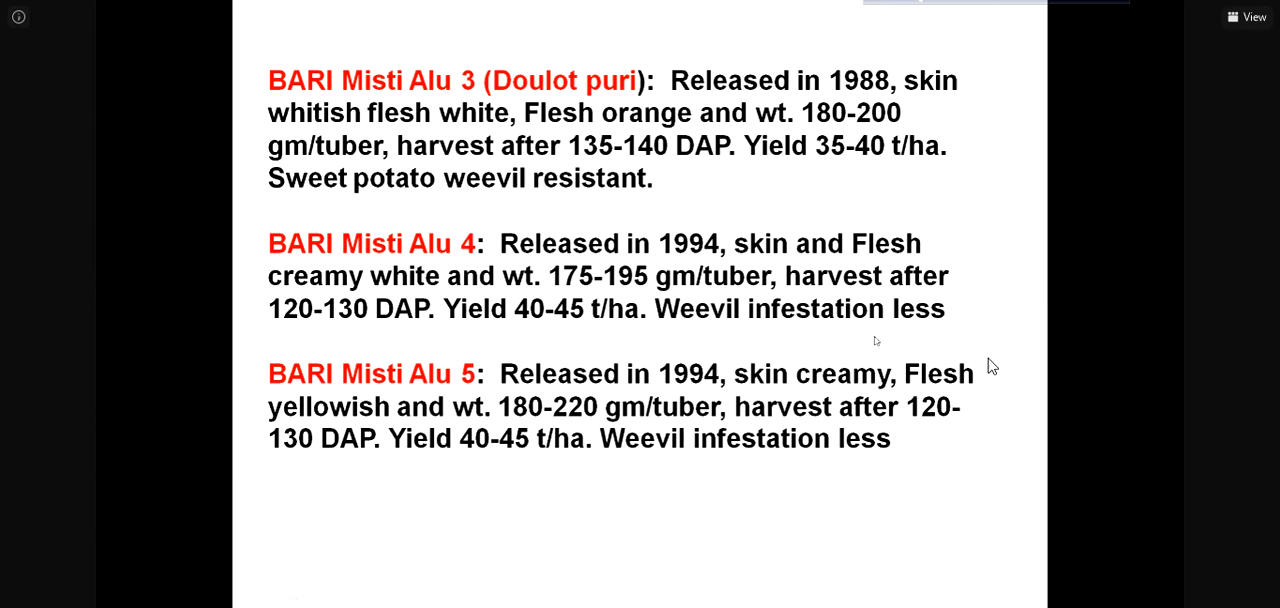 View
BARI Misti Alu 3 (Doulot puri): Released in 1988, skin
whitish flesh white, Flesh orange and wt. 180-200
gm/tuber, harvest after 135-140 DAP. Yield 35-40 t/ha.
Sweet potato weevil resistant.
BARI Misti Alu 4: Released in 1994, skin and Flesh
creamy white and wt. 175-195 gm/tuber, harvest after
120-130 DAP. Yield 40-45 t/ha. Weevil infestation less
BARI Misti Alu 5: Released in 1994, skin creamy, Flesh
yellowish and wt. 180-220 gm/tuber, harvest after 120-
130 DAP. Yield 40-45 t/ha. Weevil infestation less